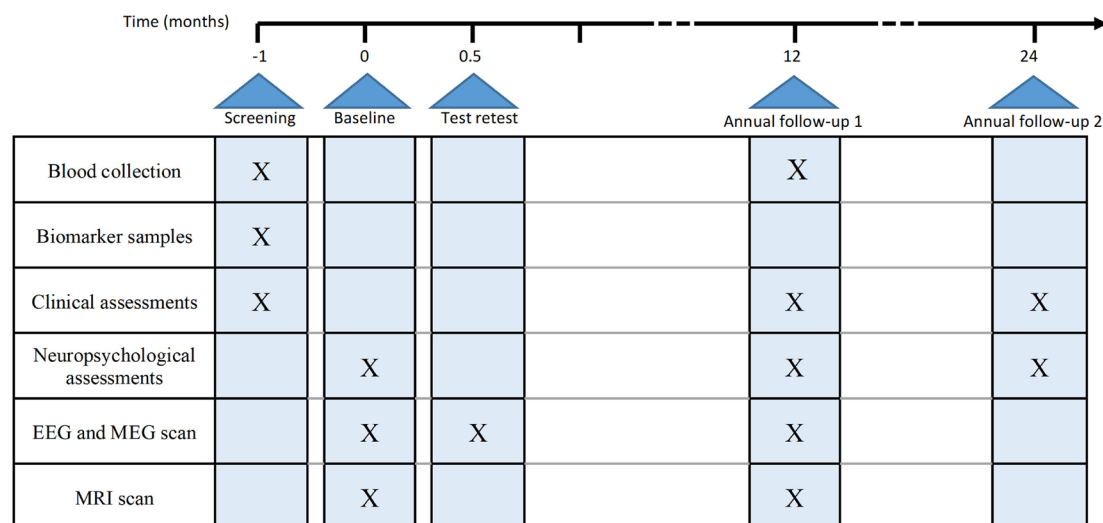 Time (months)
-1 0 0.5 12 24
Screening Baseline Test retest Annual follow-up 1 Annual follow-up 2
Blood collection X X
Biomarker samples X
Clinical assessments X X X
Neuropsychological
assessments X X X
EEG and MEG scan X X X
MRI scan X X